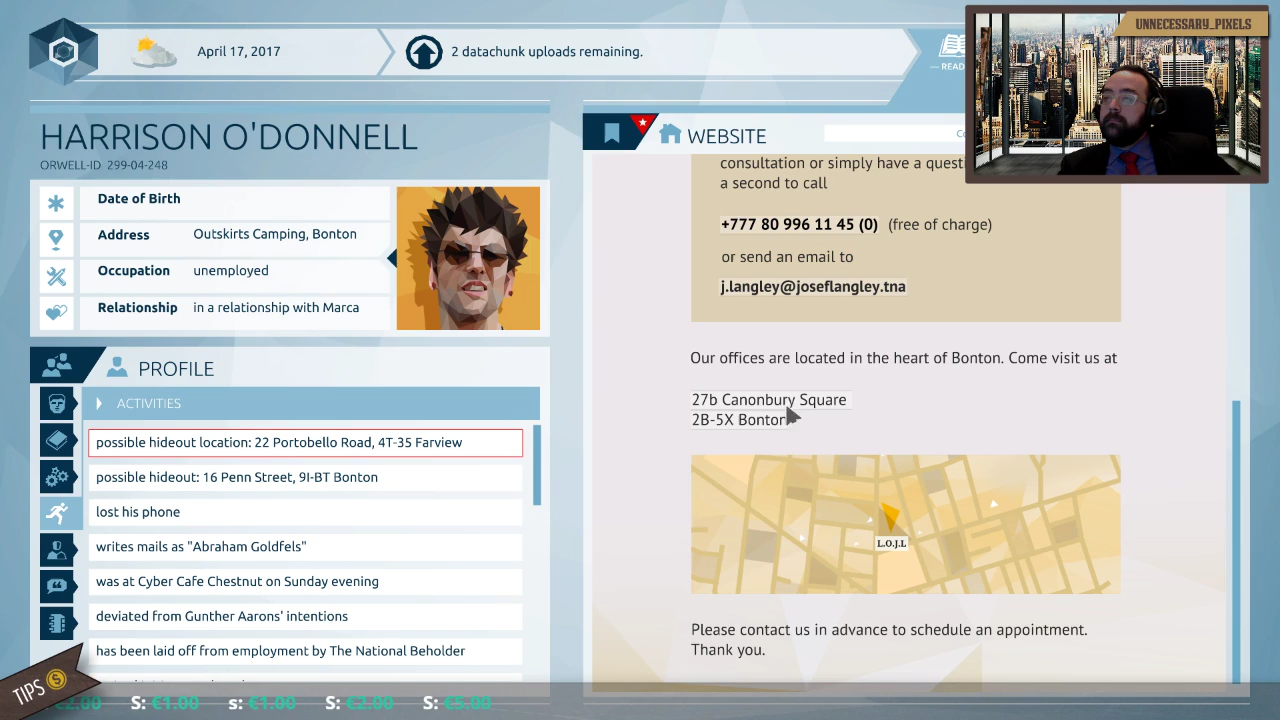 April 17, 2017
2 datachunk uploads remaining.
UNNECESSARY_PIXELS
HARRISON O'DONNELL
ORWELL-ID 299-04-248
Date of Birth
Address Outskirts Camping, Bonton
Occupation unemployed
Relationship in a relationship with Marca
PROFILE
ACTIVITIES
possible hideout location: 22 Portobello Road, 4T-35 Farview
possible hideout: 16 Penn Street, 9I-BT Bonton
lost his phone
writes mails as "Abraham Goldfels"
was at Cyber Cafe Chestnut on Sunday evening
deviated from Gunther Aarons' intentions
has been laid off from employment by The National Beholder
TIPS
€2.00 S: €1.00 s: €1.00 S: €2.00 S: €5.00
WEBSITE
consultation or simply have a
a second to call
+777 80 996 11 45 (0) (free of charge)
or send an email to
j.langley@joseflangley.tna
Our offices are located in the heart of Bonton. Come visit us at
27b Canonbury Square
2B-5X Bonton
L.O.J.L
Please contact us in advance to schedule an appointment.
Thank you.